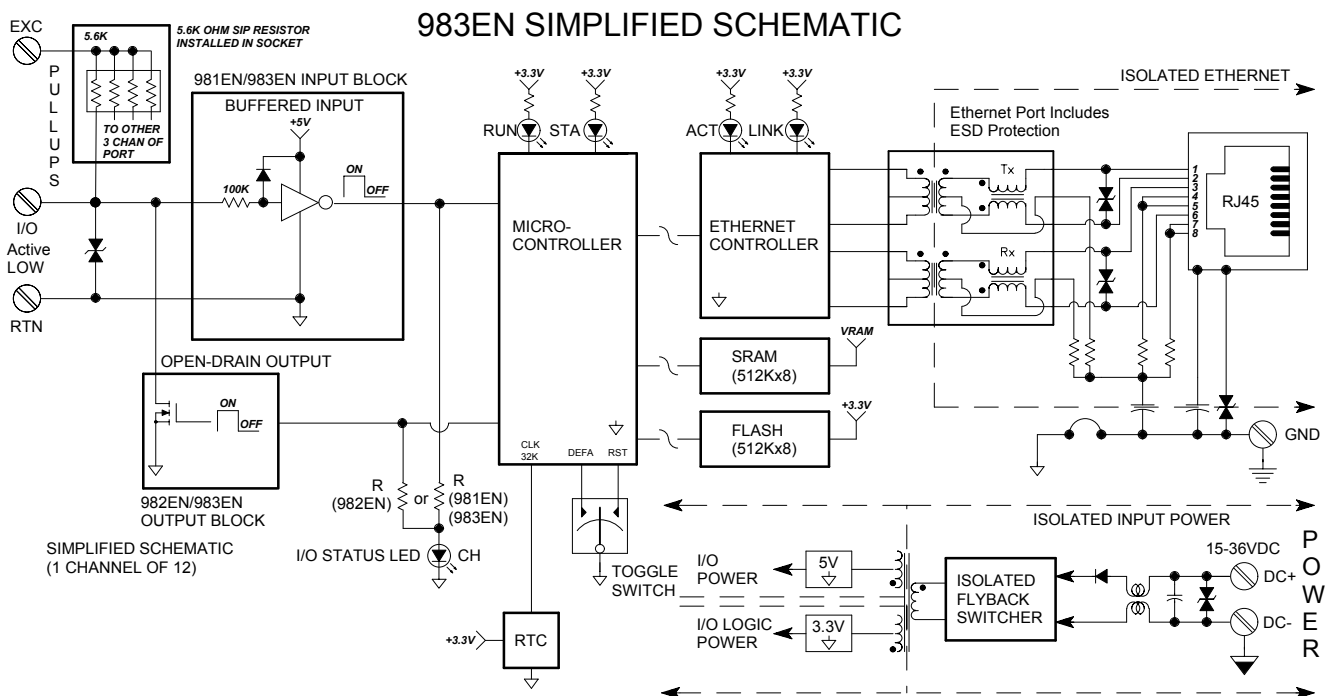 983EN SIMPLIFIED SCHEMATIC
EXC
5.6K
5.6K OHM SIP RESISTOR
INSTALLED IN SOCKET
PULLUPS
TO OTHER
3 CHAN OF
PORT
981EN/983EN INPUT BLOCK
BUFFERED INPUT
+5V
100K
ON
OFF
I/O
Active
LOW
RTN
OPEN-DRAIN OUTPUT
ON
OFF
982EN/983EN
OUTPUT BLOCK
SIMPLIFIED SCHEMATIC
(1 CHANNEL OF 12)
R
(982EN)
or
R
(981EN)
(983EN)
I/O STATUS LED
CH
+3.3V
+3.3V
RUN
STA
MICRO-
CONTROLLER
CLK
32K
DEFA
RST
TOGGLE
SWITCH
+3.3V
RTC
+3.3V
+3.3V
ACT
LINK
ETHERNET
CONTROLLER
VRAM
SRAM
(512Kx8)
+3.3V
FLASH
(512Kx8)
ISOLATED ETHERNET
Ethernet Port Includes
ESD Protection
Tx
Rx
1
2
3
4
5
6
7
8
RJ45
GND
ISOLATED INPUT POWER
I/O
POWER
5V
I/O LOGIC
POWER
3.3V
ISOLATED
FLYBACK
SWITCHER
15-36VDC
DC+
DC-
POWER